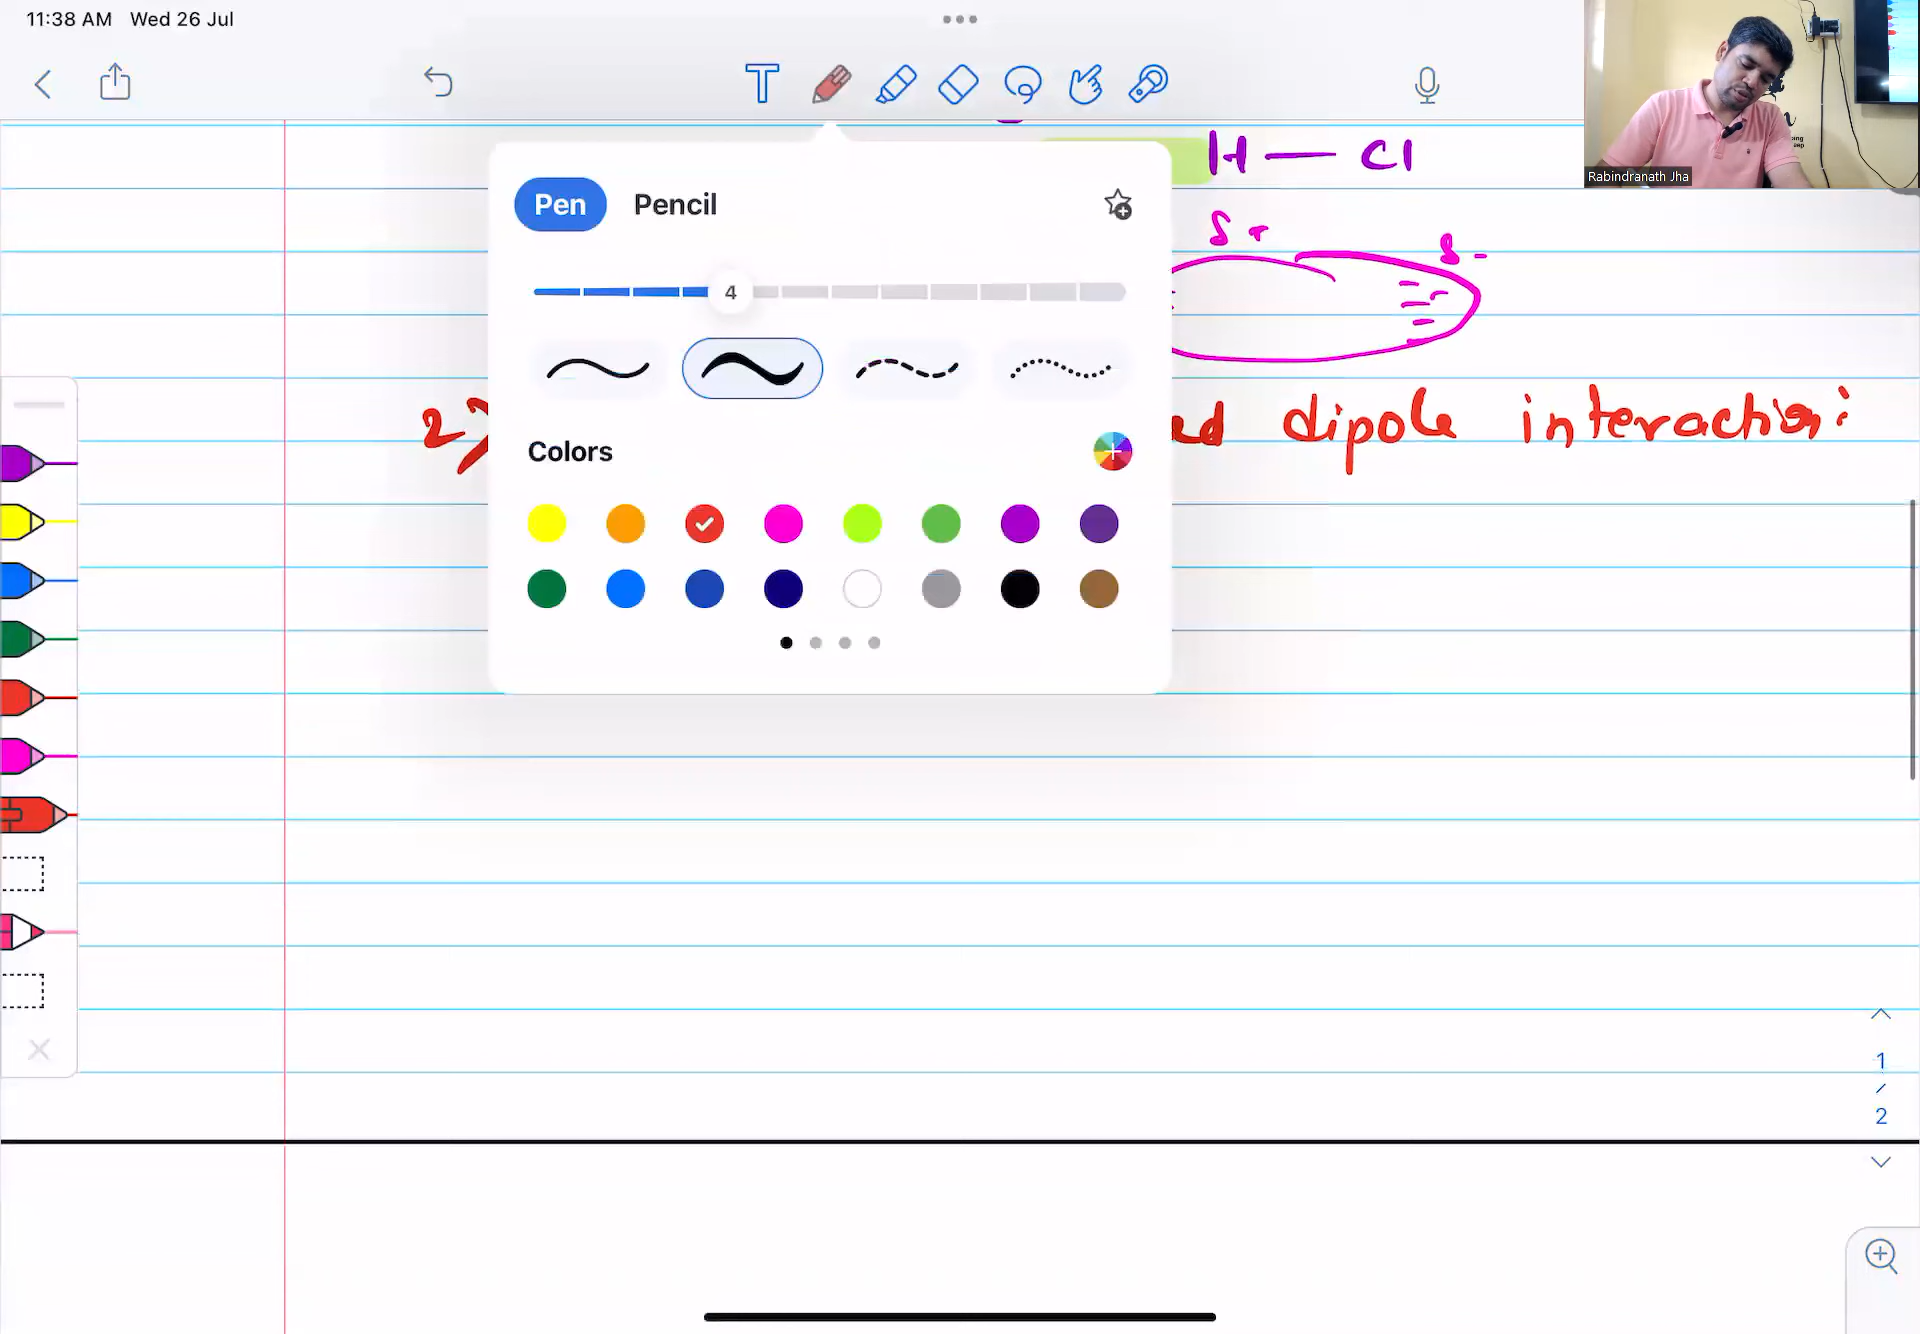 11:38 AM Wed 26 Jul
Rabindranath Jha
H — Cl
Pen Pencil
δ+
δ-
4
2) ed dipole interaction:
Colors
1
/
2